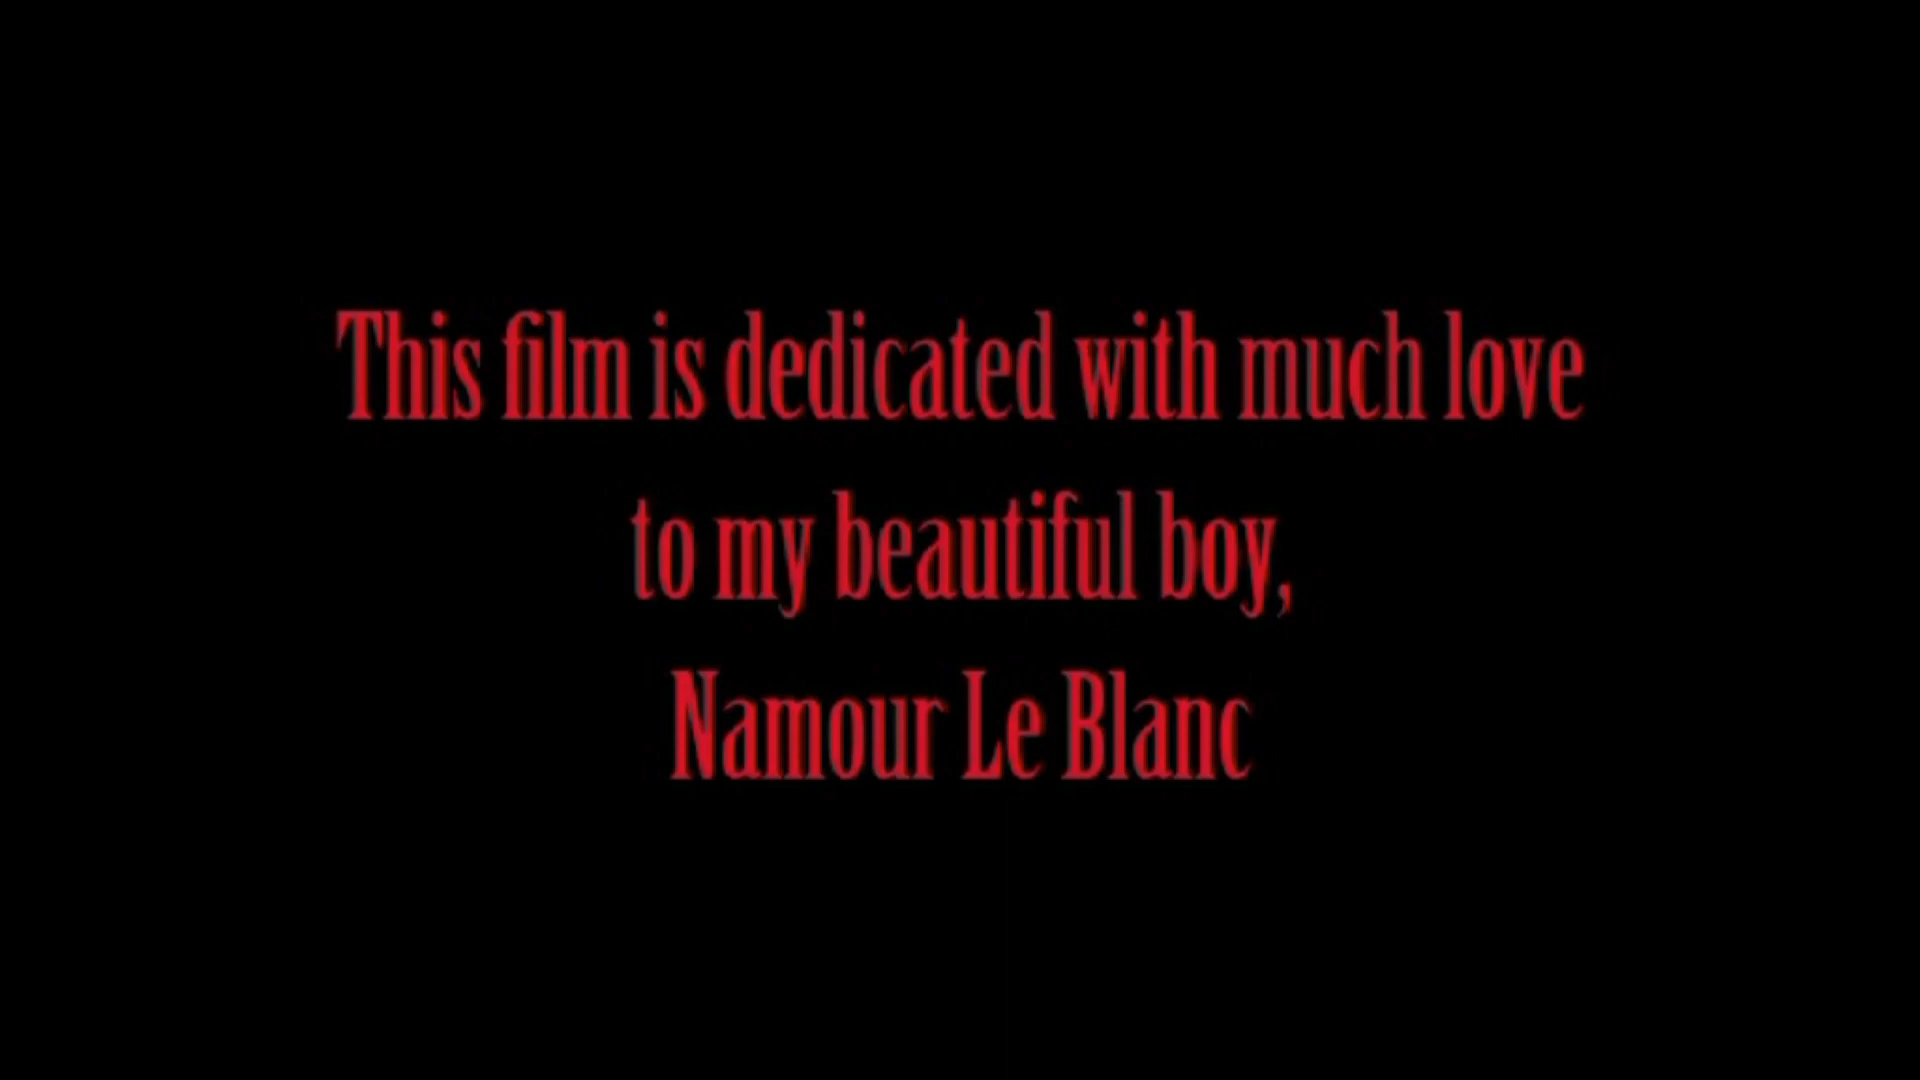 This film is dedicated with much love
to my beautiful boy,
Namour Le Blanc